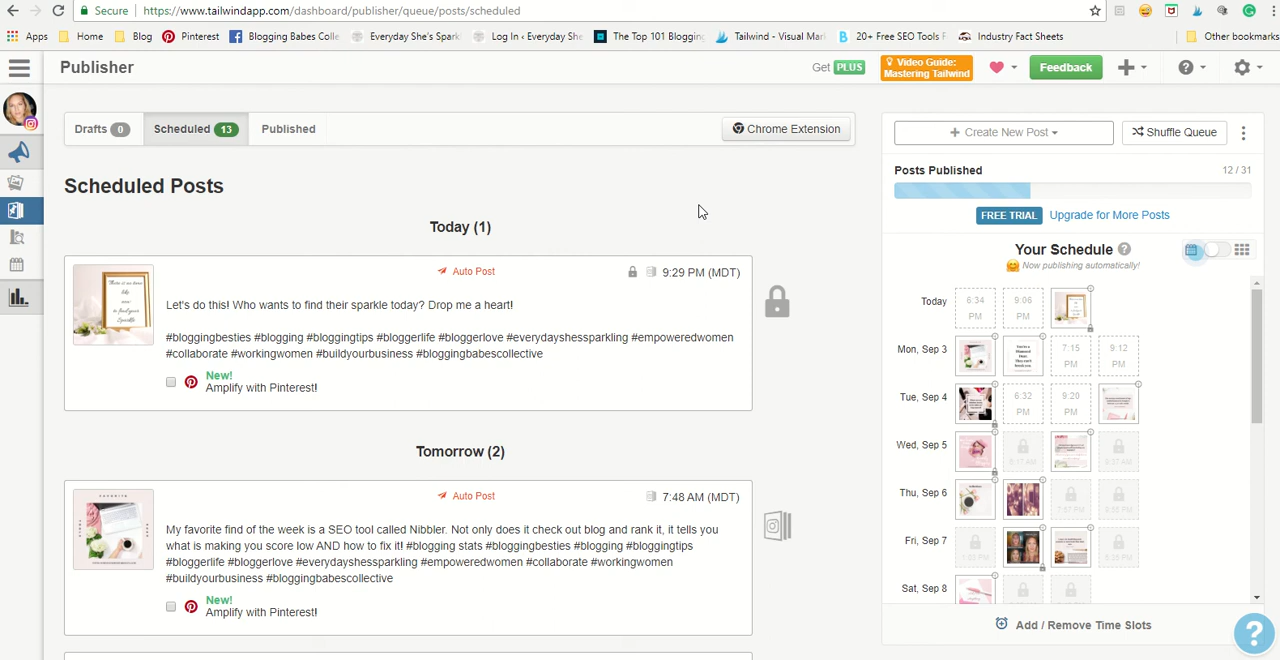 Secure https://www.tailwindapp.com/dashboard/publisher/queue/posts/scheduled
Apps Home Blog Pinterest Blogging Babes Colle Everyday She's Spark Log In ‹ Everyday She The Top 101 Blogging Tailwind - Visual Mark 20+ Free SEO Tools F Industry Fact Sheets Other bookmarks
Publisher
Get PLUS
Video Guide:
Mastering Tailwind
Feedback
Drafts 0 Scheduled 13 Published
Chrome Extension
Scheduled Posts
Today (1)
Auto Post
9:29 PM (MDT)
Let's do this! Who wants to find their sparkle today? Drop me a heart!
#bloggingbesties #blogging #bloggingtips #bloggerlife #bloggerlove #everydayshessparkling #empoweredwomen
#collaborate #workingwomen #buildyourbusiness #bloggingbabescollective
New!
Amplify with Pinterest!
Tomorrow (2)
Auto Post
7:48 AM (MDT)
My favorite find of the week is a SEO tool called Nibbler. Not only does it check out blog and rank it, it tells you
what is making you score low AND how to fix it! #blogging stats #bloggingbesties #blogging #bloggingtips
#bloggerlife #bloggerlove #everydayshessparkling #empoweredwomen #collaborate #workingwomen
#buildyourbusiness #bloggingbabescollective
New!
Amplify with Pinterest!
Create New Post
Shuffle Queue
Posts Published 12 / 31
FREE TRIAL Upgrade for More Posts
Your Schedule
Now publishing automatically!
Today 6:34 PM 9:06 PM
Mon, Sep 3 7:15 PM 9:12 PM
Tue, Sep 4 6:32 PM 9:20 PM
Wed, Sep 5
Thu, Sep 6
Fri, Sep 7
Sat, Sep 8
Add / Remove Time Slots